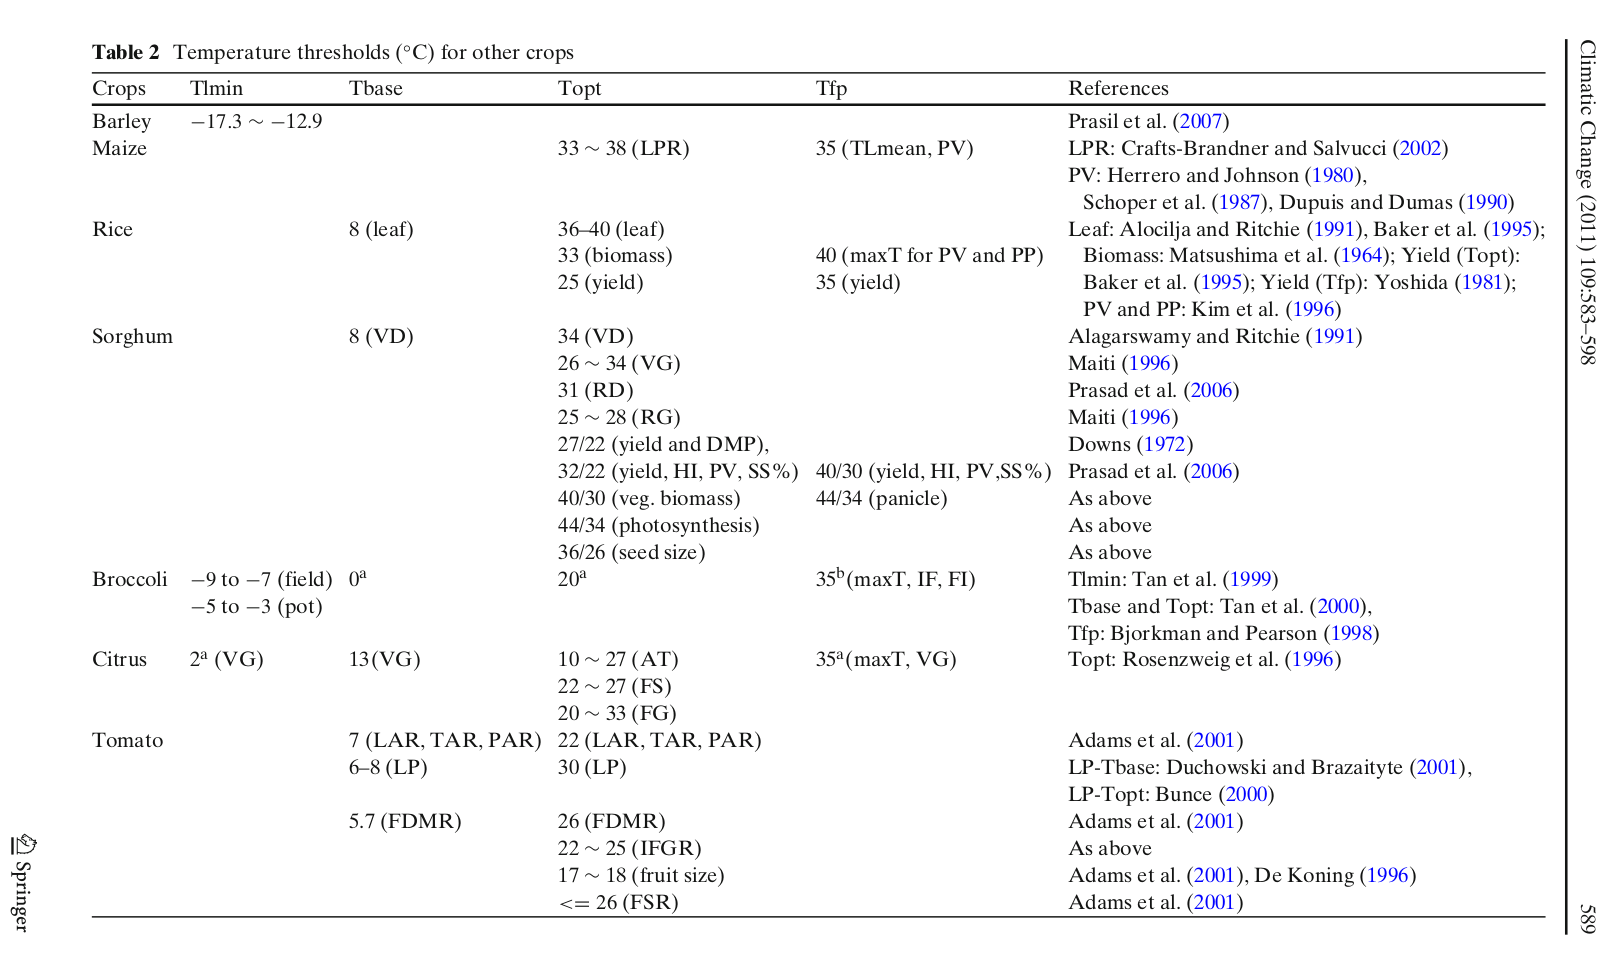 Table 2 Temperature thresholds (°C) for other crops
Crops Tlmin Tbase Topt Tfp References
Barley −17.3 ∼ −12.9 Prasil et al. (2007)
Maize 33 ∼ 38 (LPR) 35 (TLmean, PV) LPR: Crafts-Brandner and Salvucci (2002)
PV: Herrero and Johnson (1980),
Schoper et al. (1987), Dupuis and Dumas (1990)
Rice 8 (leaf) 36–40 (leaf) Leaf: Alocilja and Ritchie (1991), Baker et al. (1995);
33 (biomass) 40 (maxT for PV and PP) Biomass: Matsushima et al. (1964); Yield (Topt):
25 (yield) 35 (yield) Baker et al. (1995); Yield (Tfp): Yoshida (1981);
PV and PP: Kim et al. (1996)
Sorghum 8 (VD) 34 (VD) Alagarswamy and Ritchie (1991)
26 ∼ 34 (VG) Maiti (1996)
31 (RD) Prasad et al. (2006)
25 ∼ 28 (RG) Maiti (1996)
27/22 (yield and DMP), Downs (1972)
32/22 (yield, HI, PV, SS%) 40/30 (yield, HI, PV,SS%) Prasad et al. (2006)
40/30 (veg. biomass) 44/34 (panicle) As above
44/34 (photosynthesis) As above
36/26 (seed size) As above
Broccoli −9 to −7 (field) 0ᵃ 20ᵃ 35ᵇ(maxT, IF, FI) Tlmin: Tan et al. (1999)
−5 to −3 (pot) Tbase and Topt: Tan et al. (2000),
Tfp: Bjorkman and Pearson (1998)
Citrus 2ᵃ (VG) 13(VG) 10 ∼ 27 (AT) 35ᵃ(maxT, VG) Topt: Rosenzweig et al. (1996)
22 ∼ 27 (FS)
20 ∼ 33 (FG)
Tomato 7 (LAR, TAR, PAR) 22 (LAR, TAR, PAR) Adams et al. (2001)
6–8 (LP) 30 (LP) LP-Tbase: Duchowski and Brazaityte (2001),
LP-Topt: Bunce (2000)
5.7 (FDMR) 26 (FDMR) Adams et al. (2001)
22 ∼ 25 (IFGR) As above
17 ∼ 18 (fruit size) Adams et al. (2001), De Koning (1996)
<= 26 (FSR) Adams et al. (2001)
Climatic Change (2011) 109:583–598
589
Springer